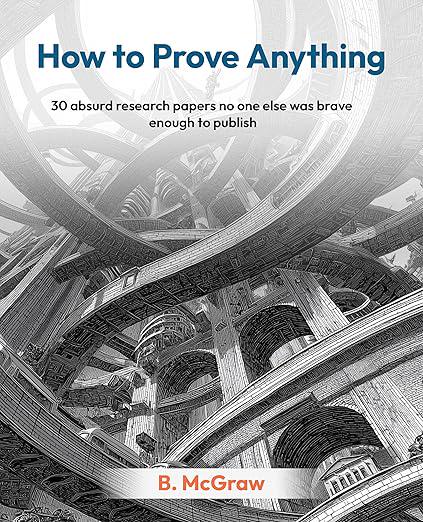 How to Prove Anything
30 absurd research papers no one else was brave
enough to publish
B. McGraw